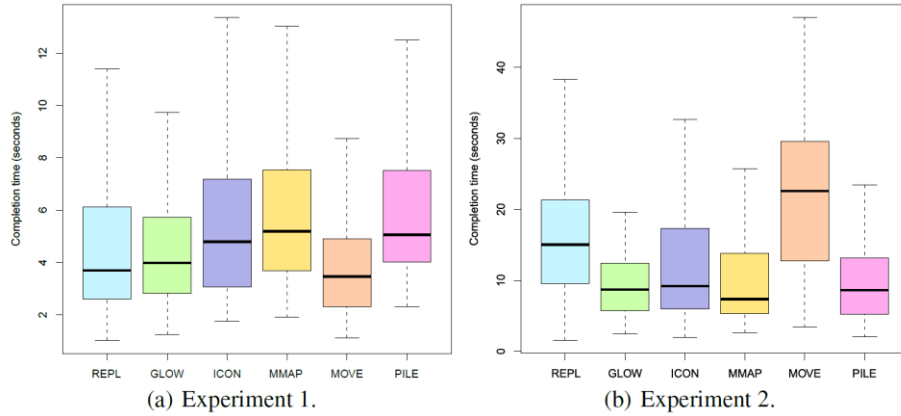 Completion time (seconds)
12
10
8
6
4
2
REPL GLOW ICON MMAP MOVE PILE
(a) Experiment 1.
Completion time (seconds)
40
30
20
10
0
REPL GLOW ICON MMAP MOVE PILE
(b) Experiment 2.